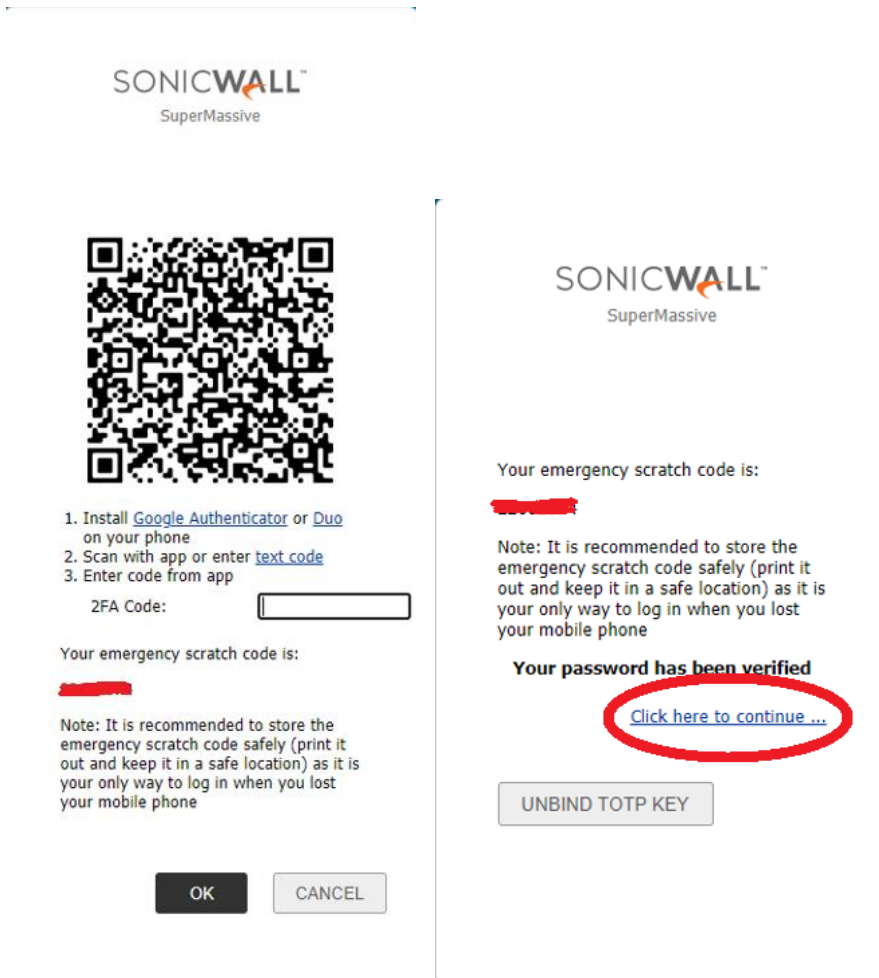 SONICWALL™
SuperMassive
1. Install Google Authenticator or Duo
on your phone
2. Scan with app or enter text code
3. Enter code from app
2FA Code:
Your emergency scratch code is:
Note: It is recommended to store the
emergency scratch code safely (print it
out and keep it in a safe location) as it is
your only way to log in when you lost
your mobile phone
OK
CANCEL
SONICWALL™
SuperMassive
Your emergency scratch code is:
Note: It is recommended to store the
emergency scratch code safely (print it
out and keep it in a safe location) as it is
your only way to log in when you lost
your mobile phone
Your password has been verified
Click here to continue ...
UNBIND TOTP KEY